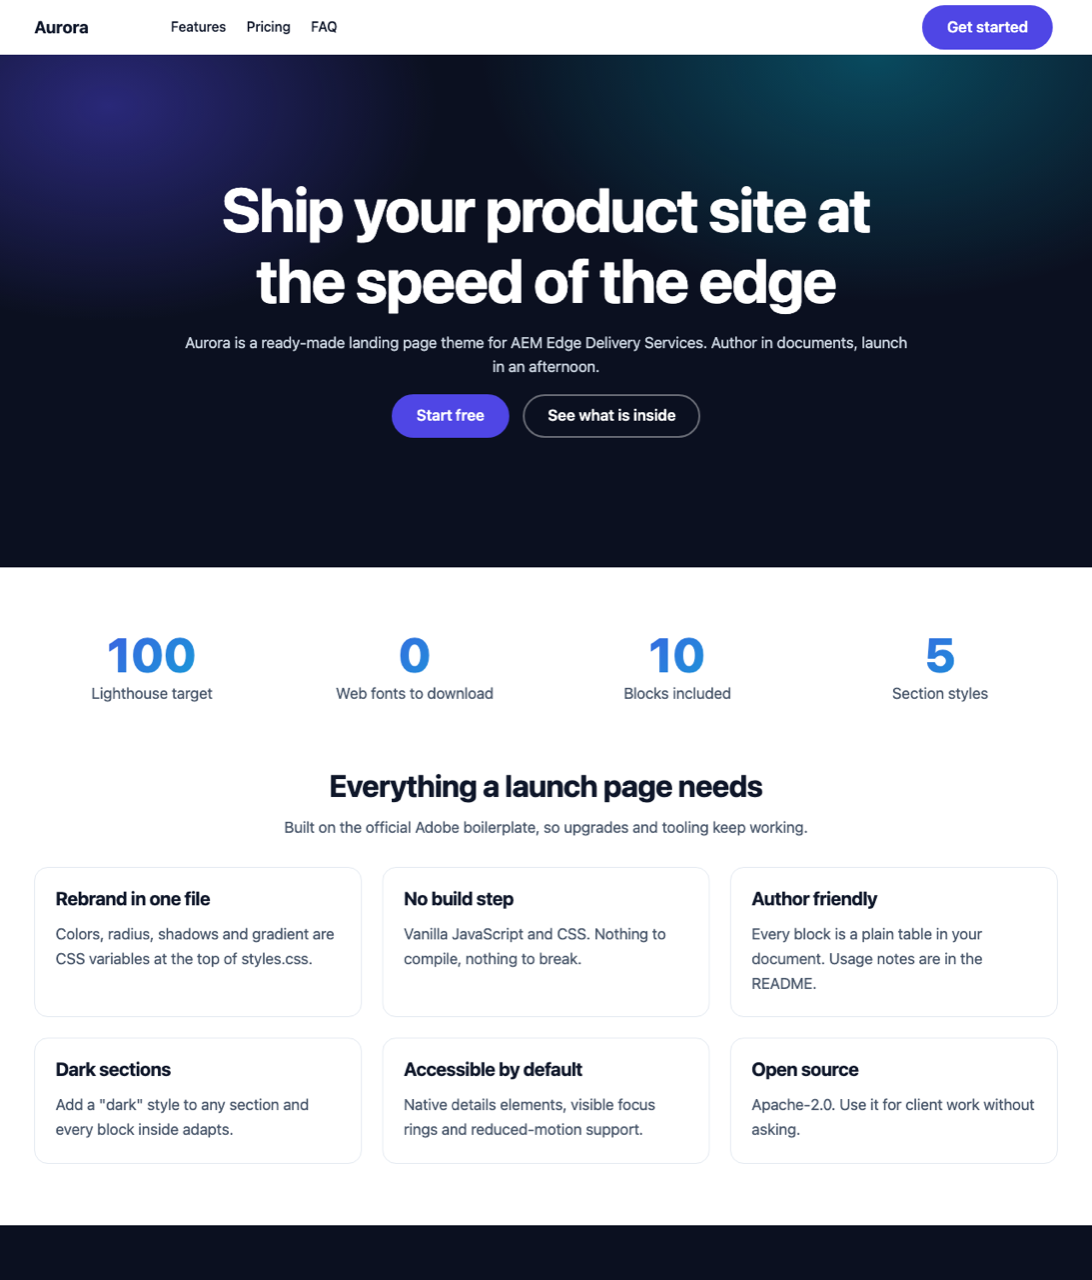 Aurora
Features
Pricing
FAQ
Get started
Ship your product site at
the speed of the edge
Aurora is a ready-made landing page theme for AEM Edge Delivery Services. Author in documents, launch
in an afternoon.
Start free
See what is inside
100
Lighthouse target
0
Web fonts to download
10
Blocks included
5
Section styles
Everything a launch page needs
Built on the official Adobe boilerplate, so upgrades and tooling keep working.
Rebrand in one file
Colors, radius, shadows and gradient are
CSS variables at the top of styles.css.
No build step
Vanilla JavaScript and CSS. Nothing to
compile, nothing to break.
Author friendly
Every block is a plain table in your
document. Usage notes are in the
README.
Dark sections
Add a "dark" style to any section and
every block inside adapts.
Accessible by default
Native details elements, visible focus
rings and reduced-motion support.
Open source
Apache-2.0. Use it for client work without
asking.